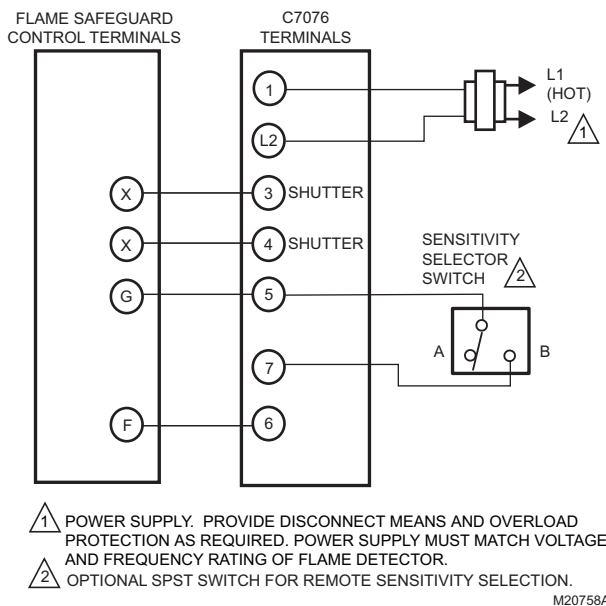 FLAME SAFEGUARD
CONTROL TERMINALS
C7076
TERMINALS
1
L1
(HOT)
L2
1
L2
X
3
SHUTTER
X
4
SHUTTER
SENSITIVITY
SELECTOR
SWITCH
2
G
5
A
B
7
F
6
1 POWER SUPPLY. PROVIDE DISCONNECT MEANS AND OVERLOAD
PROTECTION AS REQUIRED. POWER SUPPLY MUST MATCH VOLTAGE
AND FREQUENCY RATING OF FLAME DETECTOR.
2 OPTIONAL SPST SWITCH FOR REMOTE SENSITIVITY SELECTION.
M20758A